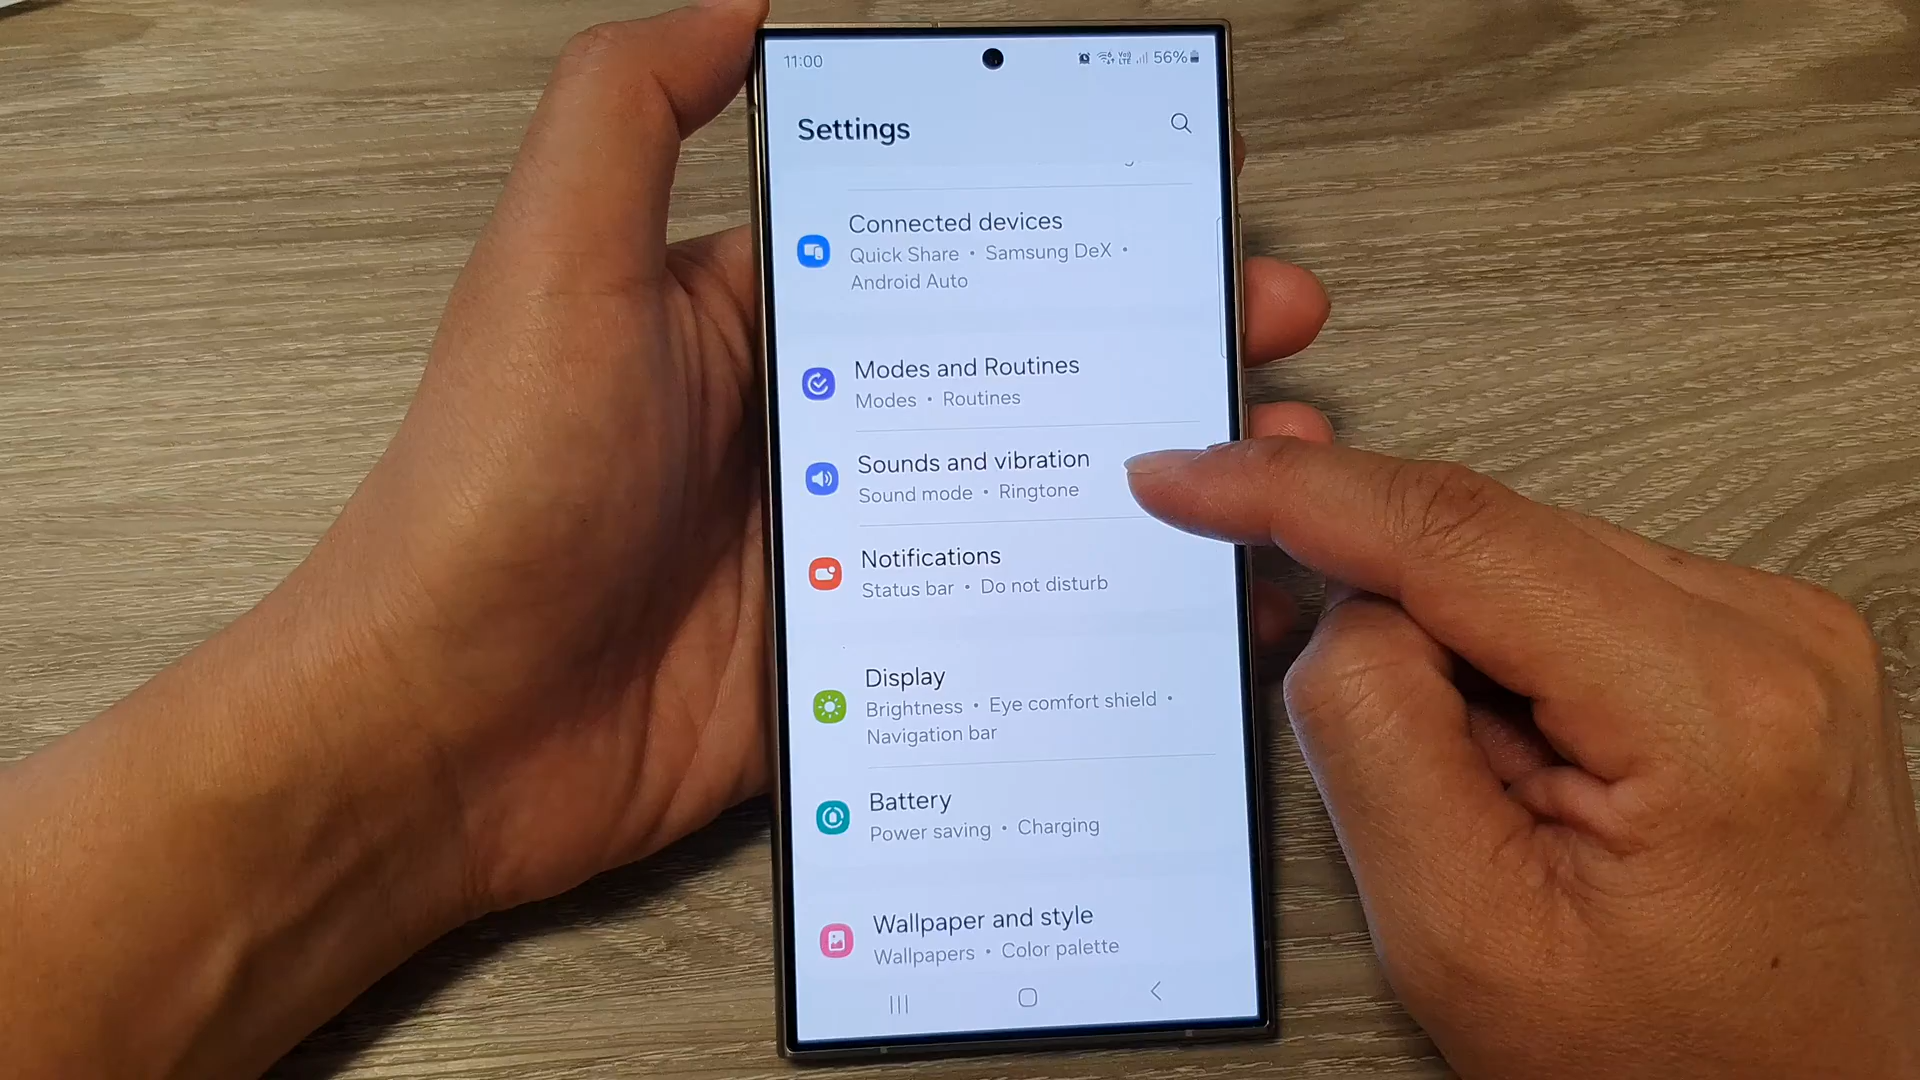 11:00
56%
Settings
Connected devices
Quick Share • Samsung DeX •
Android Auto
Modes and Routines
Modes • Routines
Sounds and vibration
Sound mode • Ringtone
Notifications
Status bar • Do not disturb
Display
Brightness • Eye comfort shield •
Navigation bar
Battery
Power saving • Charging
Wallpaper and style
Wallpapers • Color palette